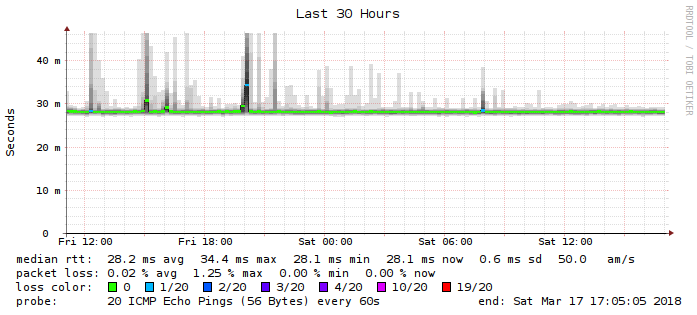 Last 30 Hours
RRDTOOL / TOBI OETIKER
Seconds
40 m
30 m
20 m
10 m
0
Fri 12:00 Fri 18:00 Sat 00:00 Sat 06:00 Sat 12:00
median rtt: 28.2 ms avg 34.4 ms max 28.1 ms min 28.1 ms now 0.6 ms sd 50.0 am/s
packet loss: 0.02 % avg 1.25 % max 0.00 % min 0.00 % now
loss color: 0 1/20 2/20 3/20 4/20 10/20 19/20
probe: 20 ICMP Echo Pings (56 Bytes) every 60s end: Sat Mar 17 17:05:05 2018